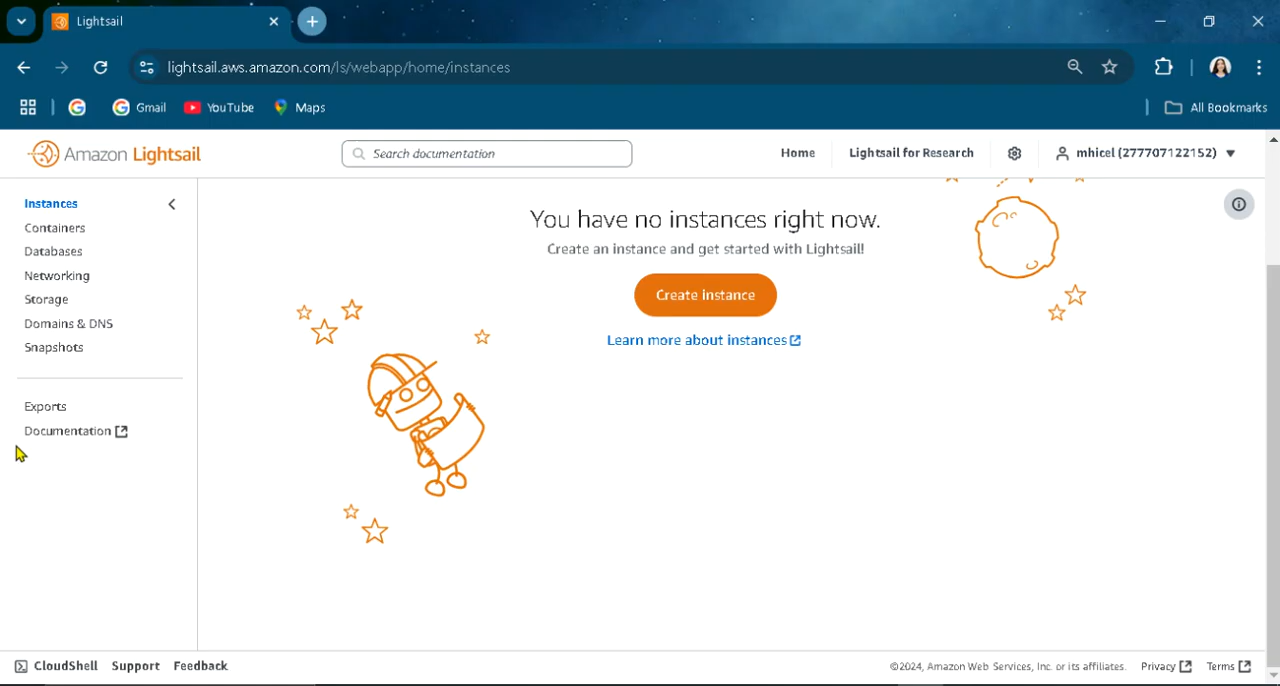 Lightsail
lightsail.aws.amazon.com/ls/webapp/home/instances
Gmail YouTube Maps All Bookmarks
Amazon Lightsail Search documentation Home Lightsail for Research mhicel (277707122152)
Instances
Containers
Databases
Networking
Storage
Domains & DNS
Snapshots
Exports
Documentation
You have no instances right now.
Create an instance and get started with Lightsail!
Create instance
Learn more about instances
CloudShell Support Feedback ©2024, Amazon Web Services, Inc. or its affiliates. Privacy Terms